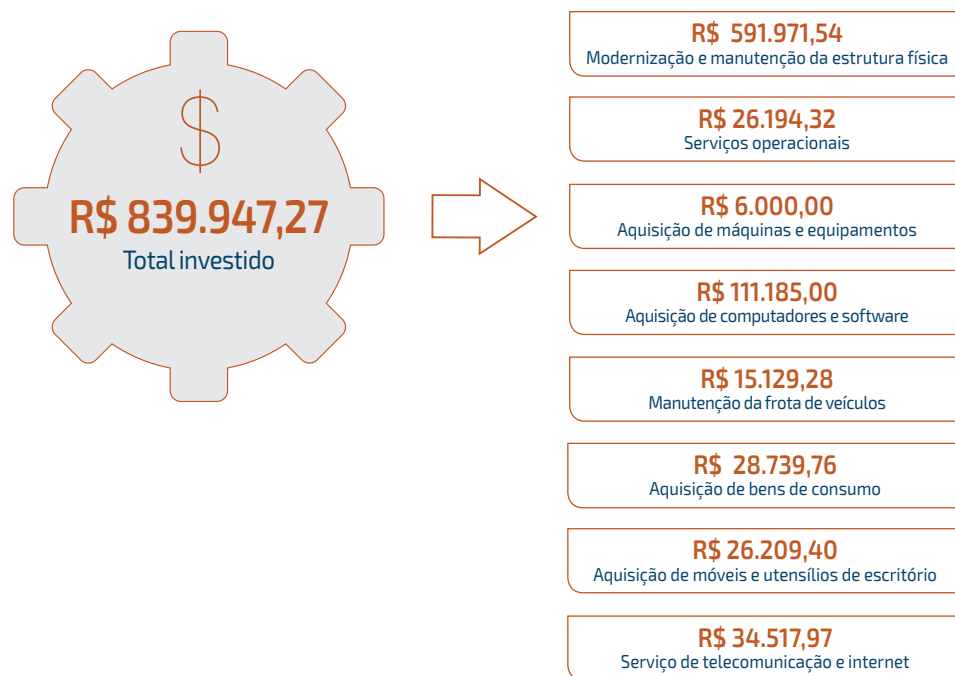 $
R$ 839.947,27
Total investido
R$ 591.971,54
Modernização e manutenção da estrutura física
R$ 26.194,32
Serviços operacionais
R$ 6.000,00
Aquisição de máquinas e equipamentos
R$ 111.185,00
Aquisição de computadores e software
R$ 15.129,28
Manutenção da frota de veículos
R$ 28.739,76
Aquisição de bens de consumo
R$ 26.209,40
Aquisição de móveis e utensílios de escritório
R$ 34.517,97
Serviço de telecomunicação e internet